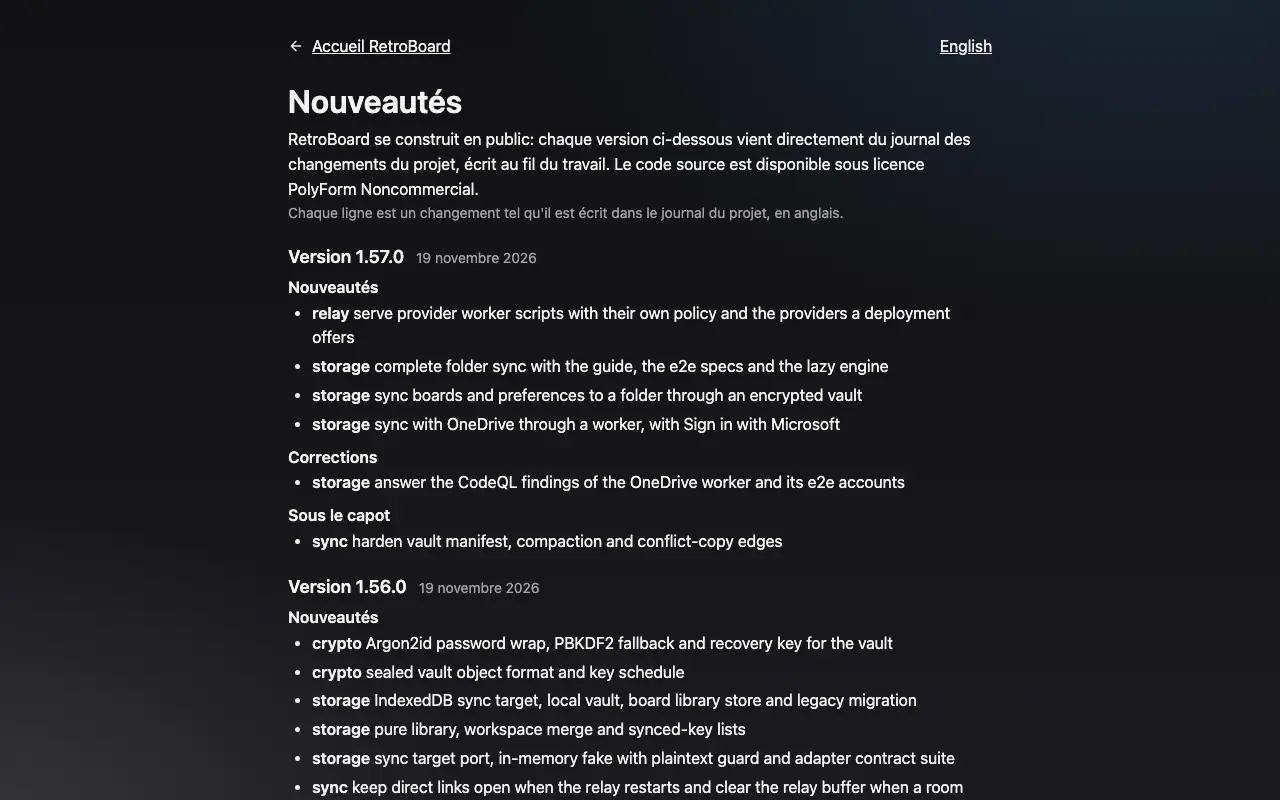 ← Accueil RetroBoard
English
Nouveautés
RetroBoard se construit en public: chaque version ci-dessous vient directement du journal des
changements du projet, écrit au fil du travail. Le code source est disponible sous licence
PolyForm Noncommercial.
Chaque ligne est un changement tel qu'il est écrit dans le journal du projet, en anglais.
Version 1.57.0 19 novembre 2026
Nouveautés
• relay serve provider worker scripts with their own policy and the providers a deployment
offers
• storage complete folder sync with the guide, the e2e specs and the lazy engine
• storage sync boards and preferences to a folder through an encrypted vault
• storage sync with OneDrive through a worker, with Sign in with Microsoft
Corrections
• storage answer the CodeQL findings of the OneDrive worker and its e2e accounts
Sous le capot
• sync harden vault manifest, compaction and conflict-copy edges
Version 1.56.0 19 novembre 2026
Nouveautés
• crypto Argon2id password wrap, PBKDF2 fallback and recovery key for the vault
• crypto sealed vault object format and key schedule
• storage IndexedDB sync target, local vault, board library store and legacy migration
• storage pure library, workspace merge and synced-key lists
• storage sync target port, in-memory fake with plaintext guard and adapter contract suite
• sync keep direct links open when the relay restarts and clear the relay buffer when a room